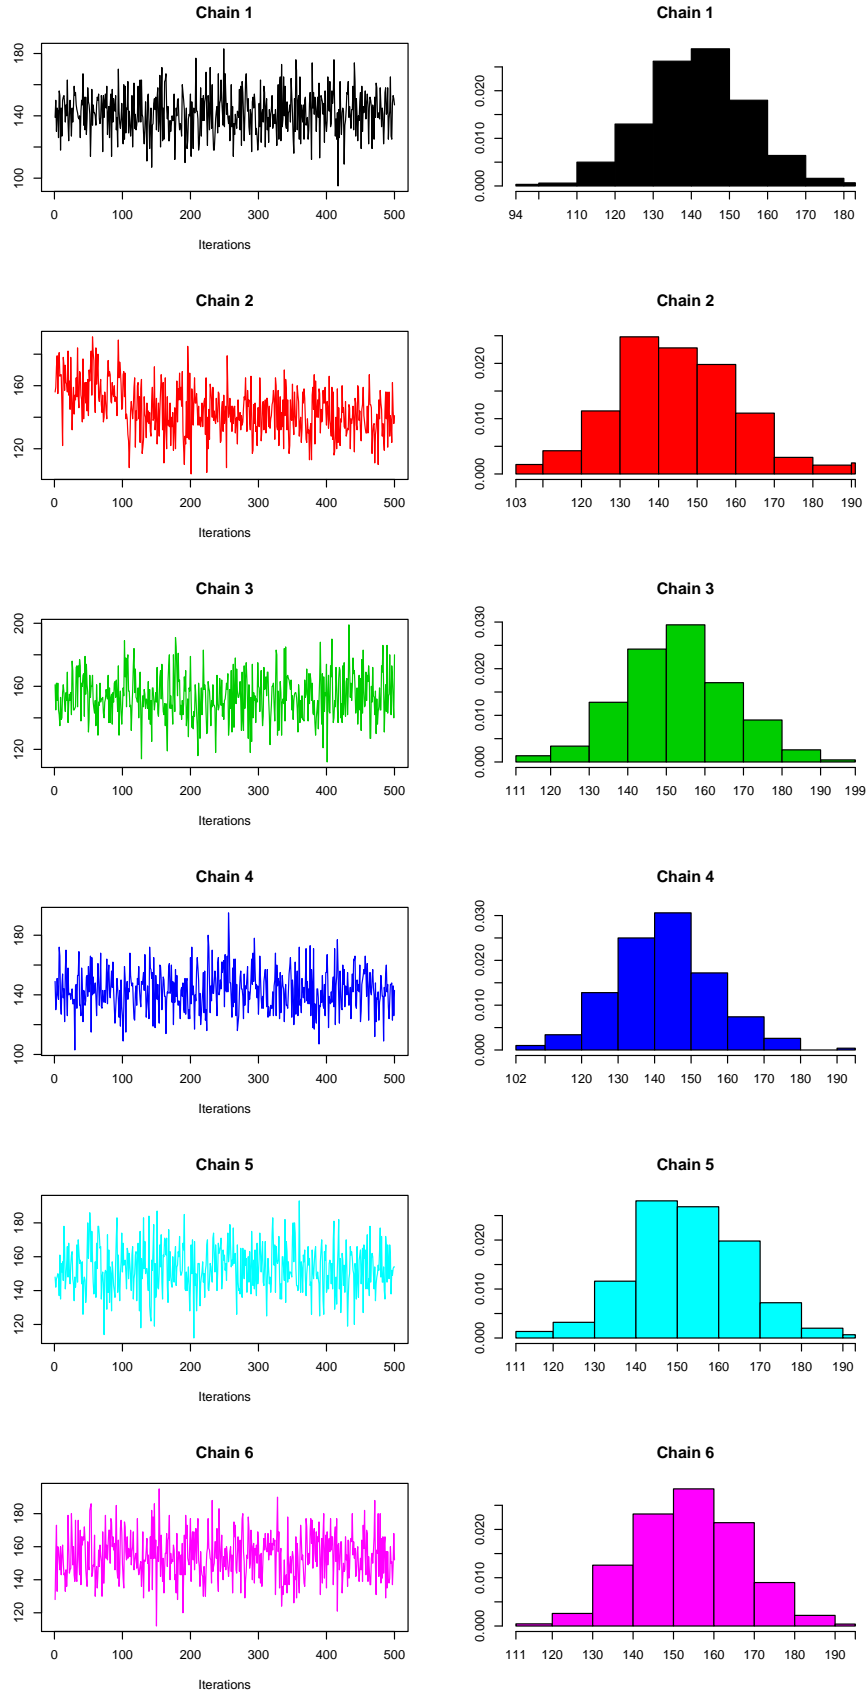 Chain 1
100 140 180
0 100 200 300 400 500
Iterations
Chain 1
0.000 0.010 0.020
94 110 120 130 140 150 160 170 180
Chain 2
120 160
0 100 200 300 400 500
Iterations
Chain 2
0.000 0.010 0.020
103 120 130 140 150 160 170 180 190
Chain 3
120 160 200
0 100 200 300 400 500
Iterations
Chain 3
0.000 0.010 0.020 0.030
111 120 130 140 150 160 170 180 190 199
Chain 4
100 140 180
0 100 200 300 400 500
Iterations
Chain 4
0.000 0.010 0.020 0.030
102 120 130 140 150 160 170 180 190
Chain 5
120 140 160 180
0 100 200 300 400 500
Iterations
Chain 5
0.000 0.010 0.020
111 120 130 140 150 160 170 180 190
Chain 6
120 140 160 180
0 100 200 300 400 500
Iterations
Chain 6
0.000 0.010 0.020
111 120 130 140 150 160 170 180 190